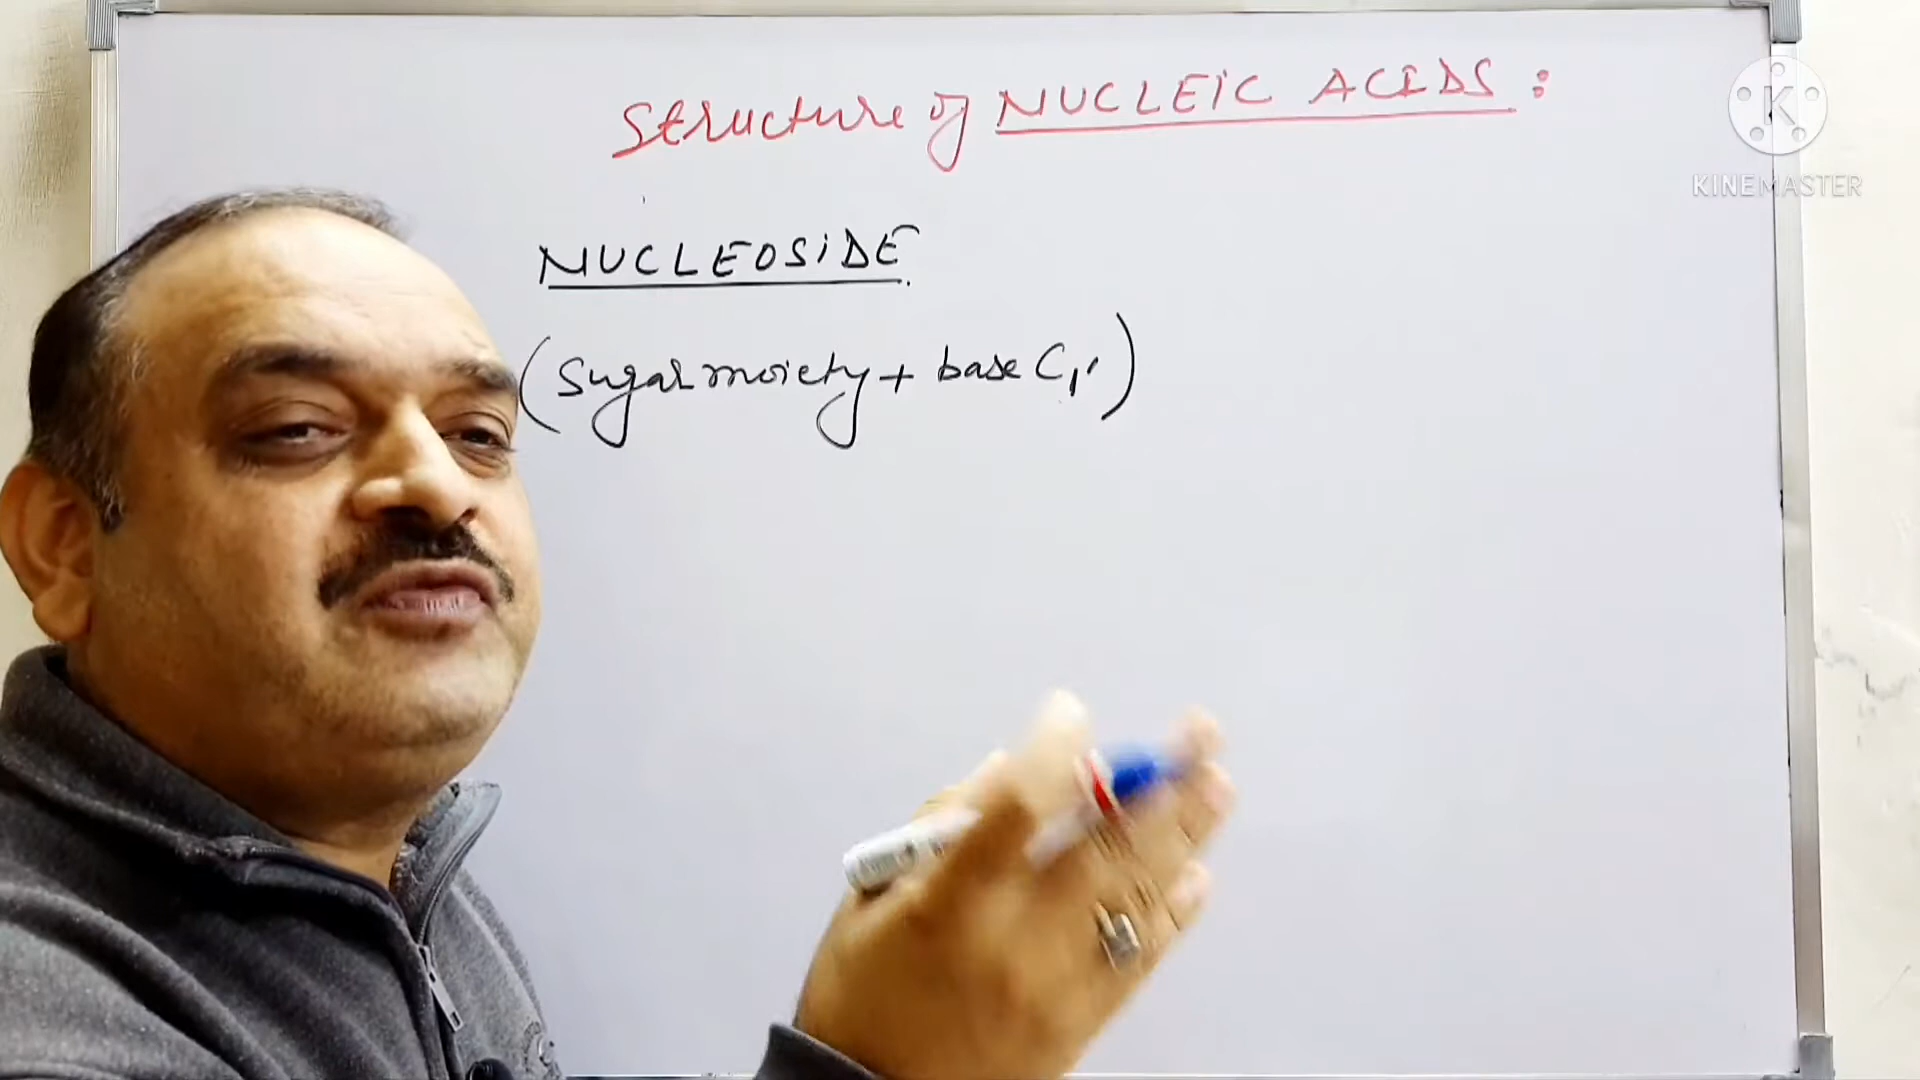 Structure of NUCLEIC ACIDS :
K
KINEMASTER
NUCLEOSIDE
(Sugar moiety + base C1')